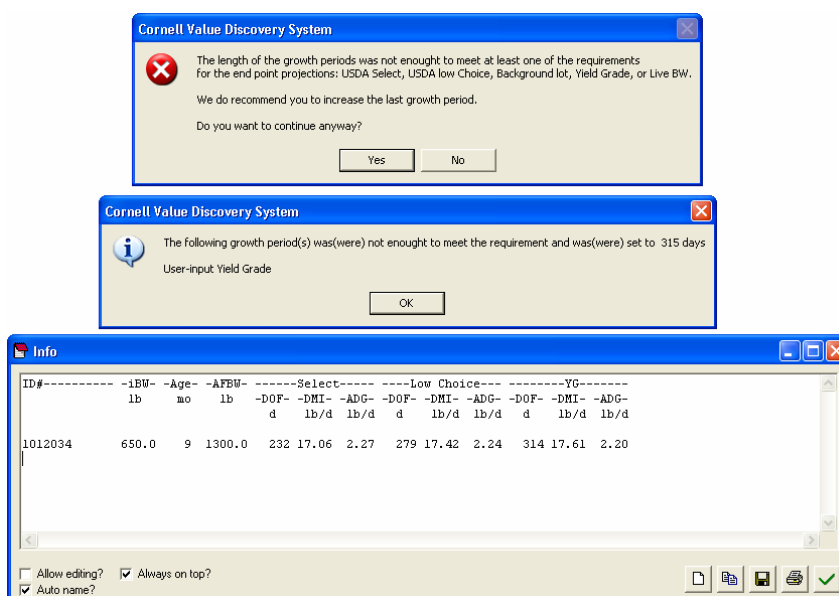 Cornell Value Discovery System
The length of the growth periods was not enought to meet at least one of the requirements
for the end point projections: USDA Select, USDA low Choice, Background lot, Yield Grade, or Live BW.
We do recommend you to increase the last growth period.
Do you want to continue anyway?
Yes No
Cornell Value Discovery System
The following growth period(s) was(were) not enought to meet the requirement and was(were) set to 315 days
User-input Yield Grade
OK
Info
ID#---------- -iBW- -Age- -AFBW- ------Select----- ----Low Choice--- ---------YG-------
lb mo lb -DOF- -DMI- -ADG- -DOF- -DMI- -ADG- -DOF- -DMI- -ADG-
d lb/d d lb/d lb/d d lb/d lb/d
1012034 650.0 9 1300.0 232 17.06 2.27 279 17.42 2.24 314 17.61 2.20
Allow editing? Always on top?
Auto name?